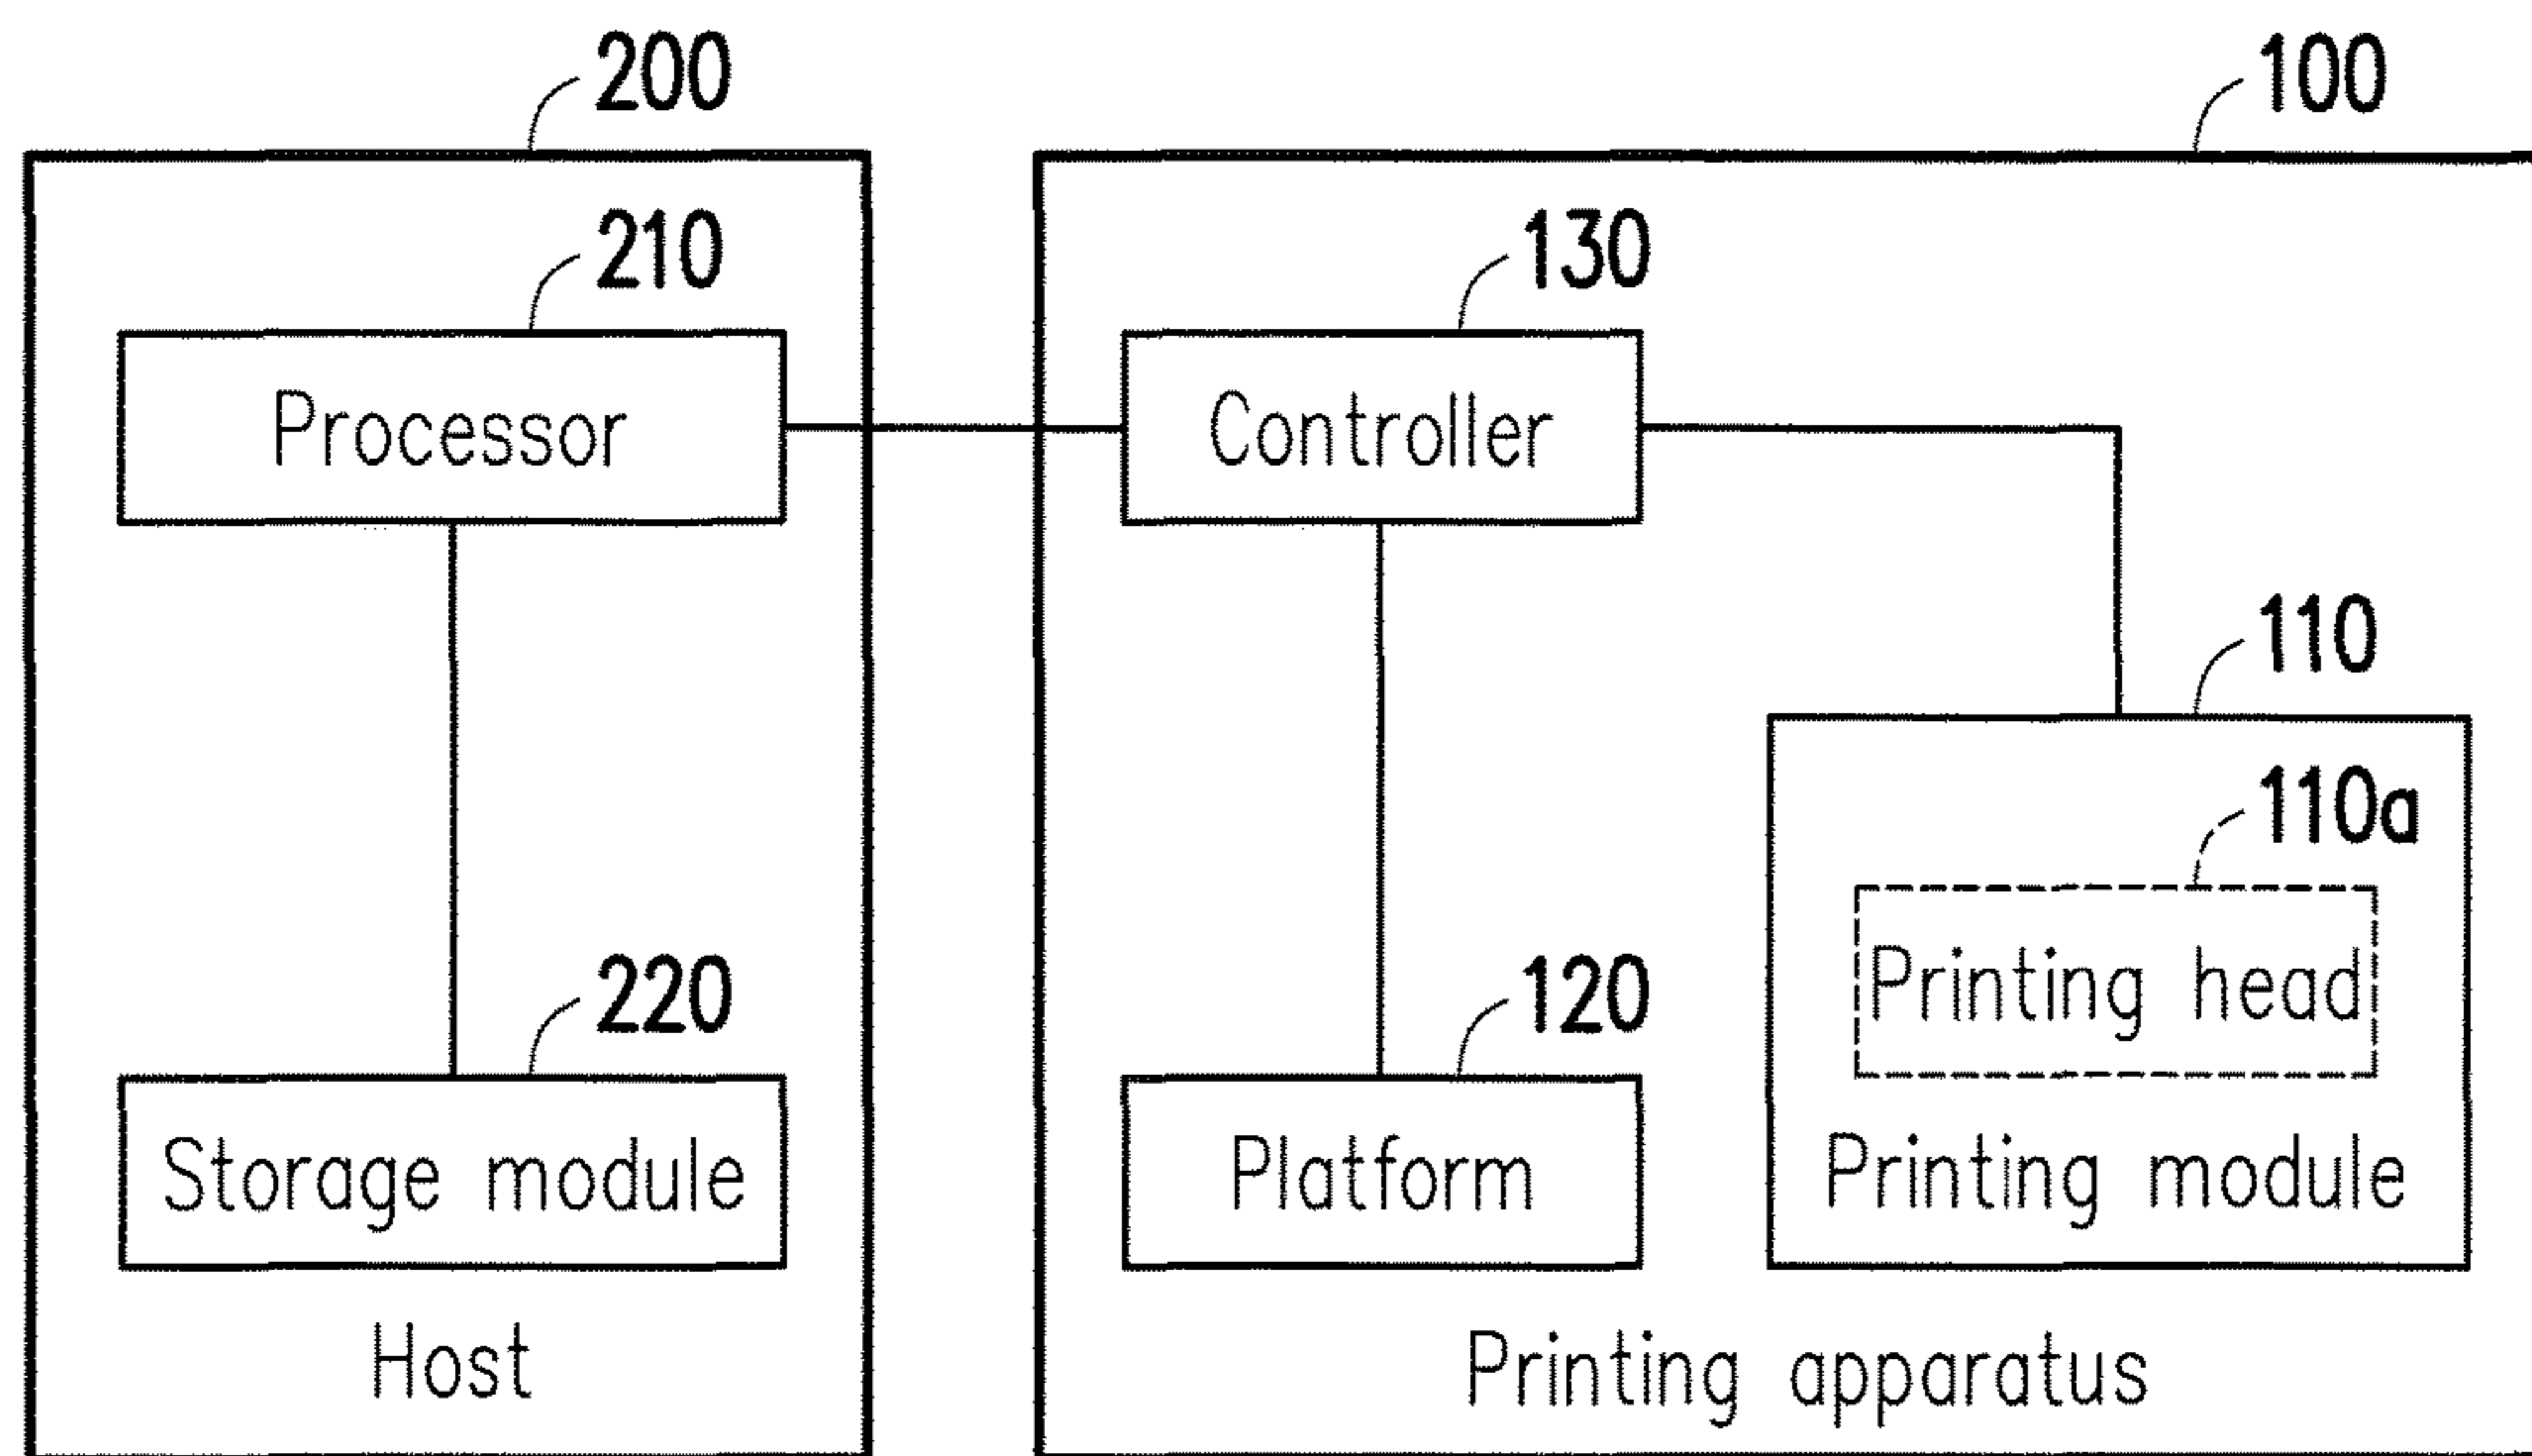 200
100
210
130
Processor
Controller
110
110a
Printing head
220
120
Storage module
Platform
Printing module
Host
Printing apparatus